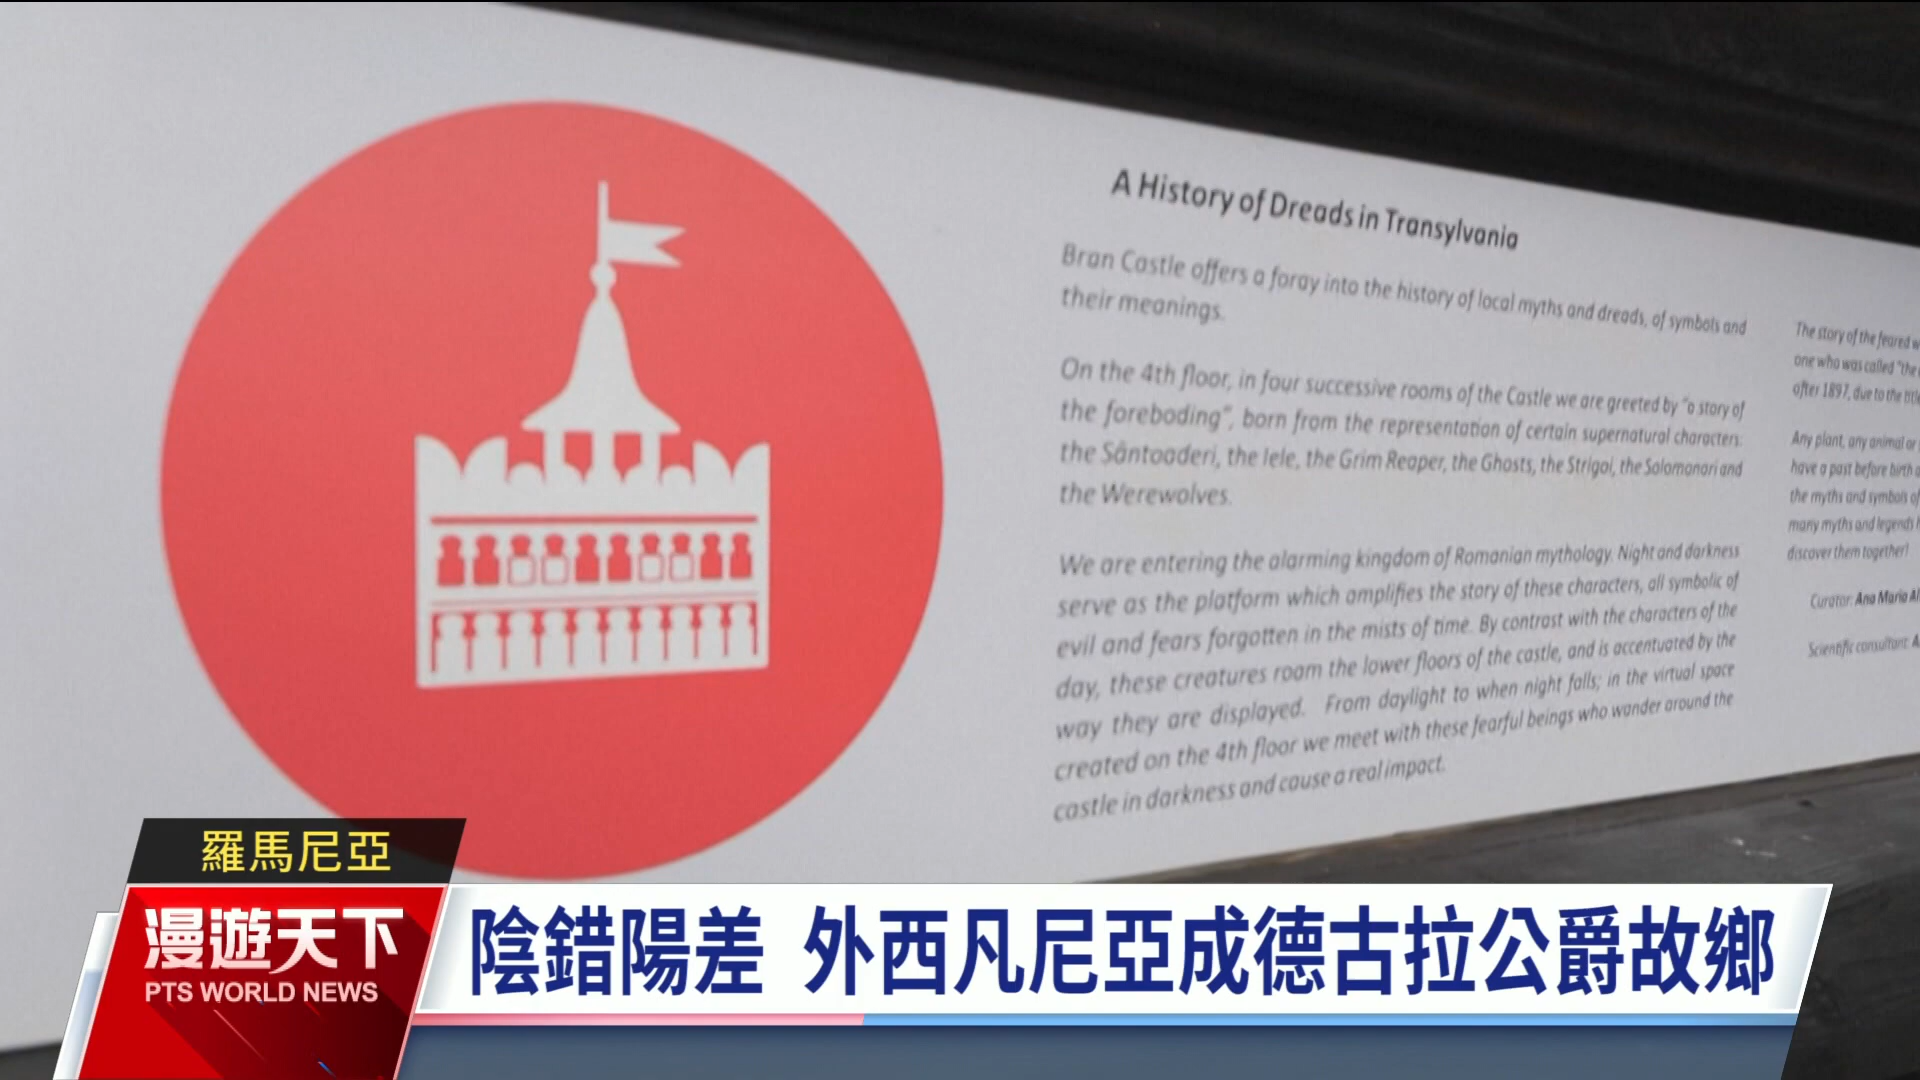 A History of Dreads in Transylvania
Bran Castle offers a foray into the history of local myths and dreads, of symbols and
their meanings.
On the 4th floor, in four successive rooms of the Castle we are greeted by "a story of
the foreboding", born from the representation of certain supernatural characters:
the Sântoaderi, the Iele, the Grim Reaper, the Ghosts, the Strigoi, the Solomonari and
the Werewolves.
We are entering the alarming kingdom of Romanian mythology. Night and darkness
serve as the platform which amplifies the story of these characters, all symbolic of
evil and fears forgotten in the mists of time. By contrast with the characters of the
day, these creatures roam the lower floors of the castle, and is accentuated by the
way they are displayed. From daylight to when night falls; in the virtual space
created on the 4th floor we meet with these fearful beings who wander around the
castle in darkness and cause a real impact.
The story of the feared
one who was called "the
after 1897, due to the
Any plant, any animal or
have a past before birth
the myths and symbols of
many myths and legends
discover them together!
Curator: Ana Maria
Scientific consultant:
羅馬尼亞
漫遊天下
PTS WORLD NEWS
陰錯陽差 外西凡尼亞成德古拉公爵故鄉